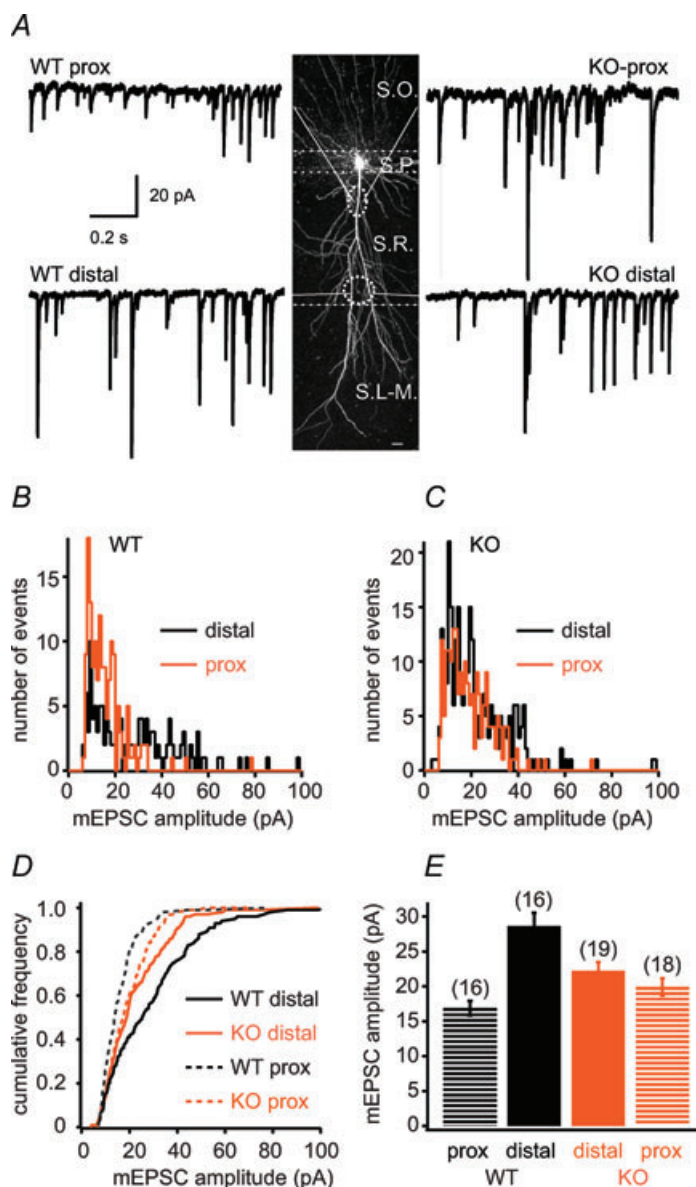 A
WT prox
KO-prox
S.O.
S.P.
20 pA
0.2 s
S.R.
WT distal
KO distal
S.L-M.
B
C
WT
KO
distal
prox
distal
prox
number of events
15
10
5
0
0 20 40 60 80 100
mEPSC amplitude (pA)
number of events
20
15
10
5
0
0 20 40 60 80 100
mEPSC amplitude (pA)
D
E
cumulative frequency
1.0
0.8
0.6
0.4
0.2
0
WT distal
KO distal
WT prox
KO prox
0 20 40 60 80 100
mEPSC amplitude (pA)
mEPSC amplitude (pA)
30
25
20
15
10
5
0
(16) (16) (19) (18)
prox distal distal prox
WT KO